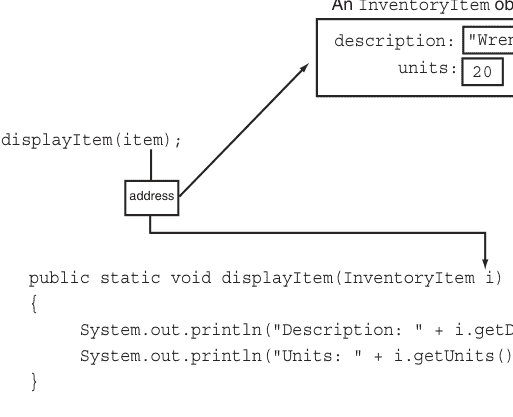 An InventoryItem ob
description: "Wren
units: 20
displayItem(item);
address
public static void displayItem(InventoryItem i)
{
System.out.println("Description: " + i.getD
System.out.println("Units: " + i.getUnits()
}